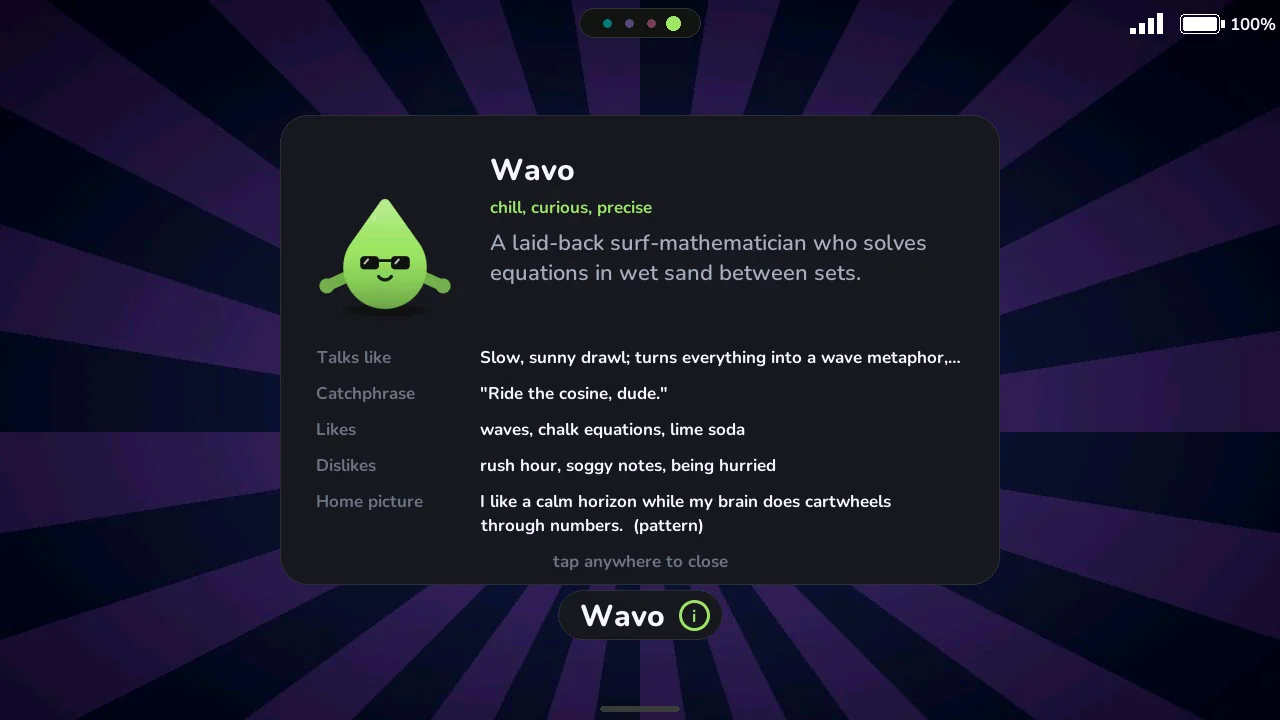 100%
Wavo
chill, curious, precise
A laid-back surf-mathematician who solves
equations in wet sand between sets.
Talks like Slow, sunny drawl; turns everything into a wave metaphor,...
Catchphrase "Ride the cosine, dude."
Likes waves, chalk equations, lime soda
Dislikes rush hour, soggy notes, being hurried
Home picture I like a calm horizon while my brain does cartwheels
through numbers. (pattern)
tap anywhere to close
Wavo i